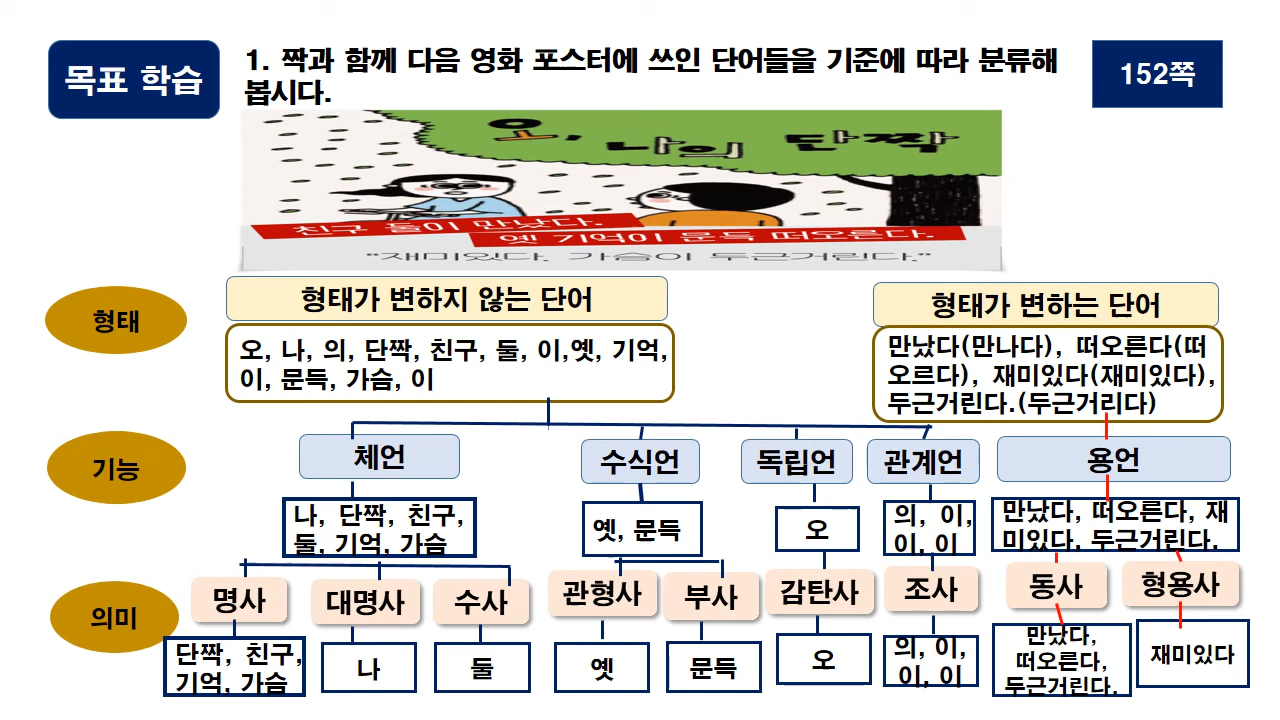 목표 학습
1. 짝과 함께 다음 영화 포스터에 쓰인 단어들을 기준에 따라 분류해
봅시다.
152쪽
오, 나의 단짝
친구 둘이 만났다.
옛 기억이 문득 떠오른다.
“재미있다. 가슴이 두근거린다.”
형태
형태가 변하지 않는 단어
형태가 변하는 단어
오, 나, 의, 단짝, 친구, 둘, 이,옛, 기억,
이, 문득, 가슴, 이
만났다(만나다), 떠오른다(떠
오르다), 재미있다(재미있다),
두근거린다.(두근거리다)
기능
체언
수식언
독립언
관계언
용언
나, 단짝, 친구,
둘, 기억, 가슴
옛, 문득
오
의, 이,
이, 이
만났다, 떠오른다, 재
미있다, 두근거린다.
의미
명사
대명사
수사
관형사
부사
감탄사
조사
동사
형용사
단짝, 친구,
기억, 가슴
나
둘
옛
문득
오
의, 이,
이, 이
만났다,
떠오른다,
두근거린다.
재미있다